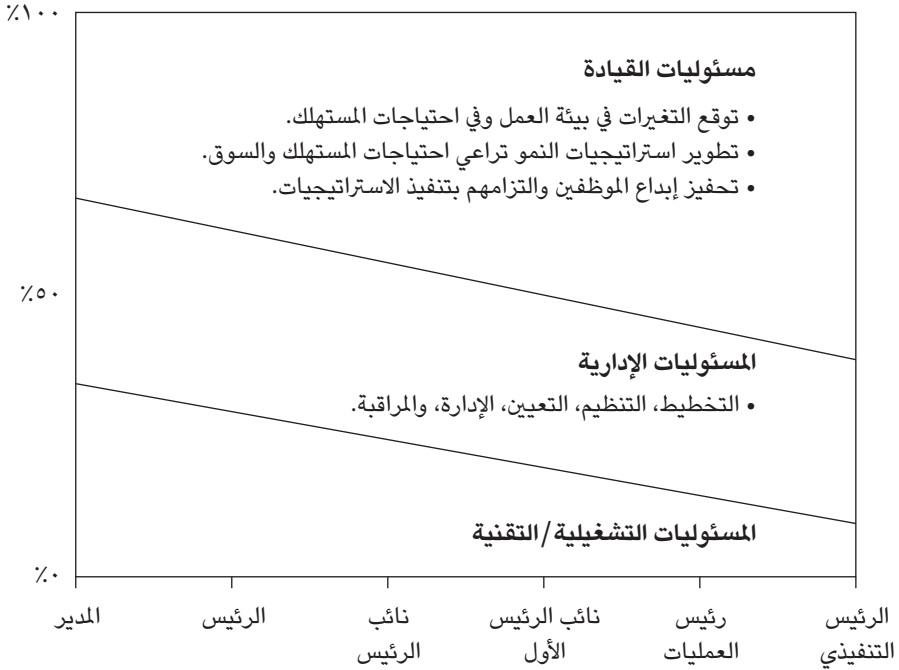 ٪١٠٠
مسئوليات القيادة
• توقع التغيرات في بيئة العمل وفي احتياجات المستهلك.
• تطوير استراتيجيات النمو تراعي احتياجات المستهلك والسوق.
• تحفيز إبداع الموظفين والتزامهم بتنفيذ الاستراتيجيات.
٪٥٠
المسئوليات الإدارية
• التخطيط، التنظيم، التعيين، الإدارة، والمراقبة.
المسئوليات التشغيلية/التقنية
٪٠
المدير
الرئيس
نائب
الرئيس
نائب الرئيس
الأول
رئيس
العمليات
الرئيس
التنفيذي